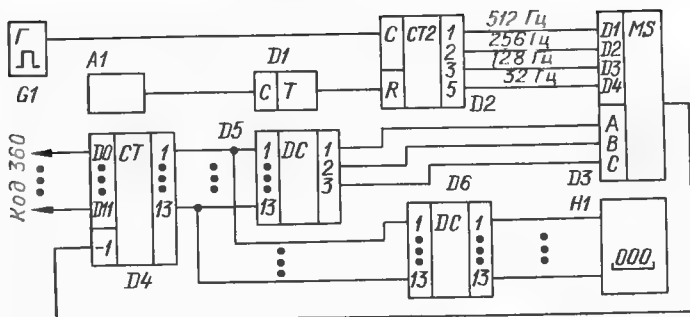 Г
G1
A1
D1
C T
C CT2 1
2
3
R 5
D2
512 Гц
256 Гц
128 Гц
32 Гц
D1 MS
D2
D3
D4
A
B
C
D3
Код 360
D0 CT 1
D11 13
-1
D4
D5
1 DC 1
2
13 3
D6
1 DC 1
13 13
H1
000